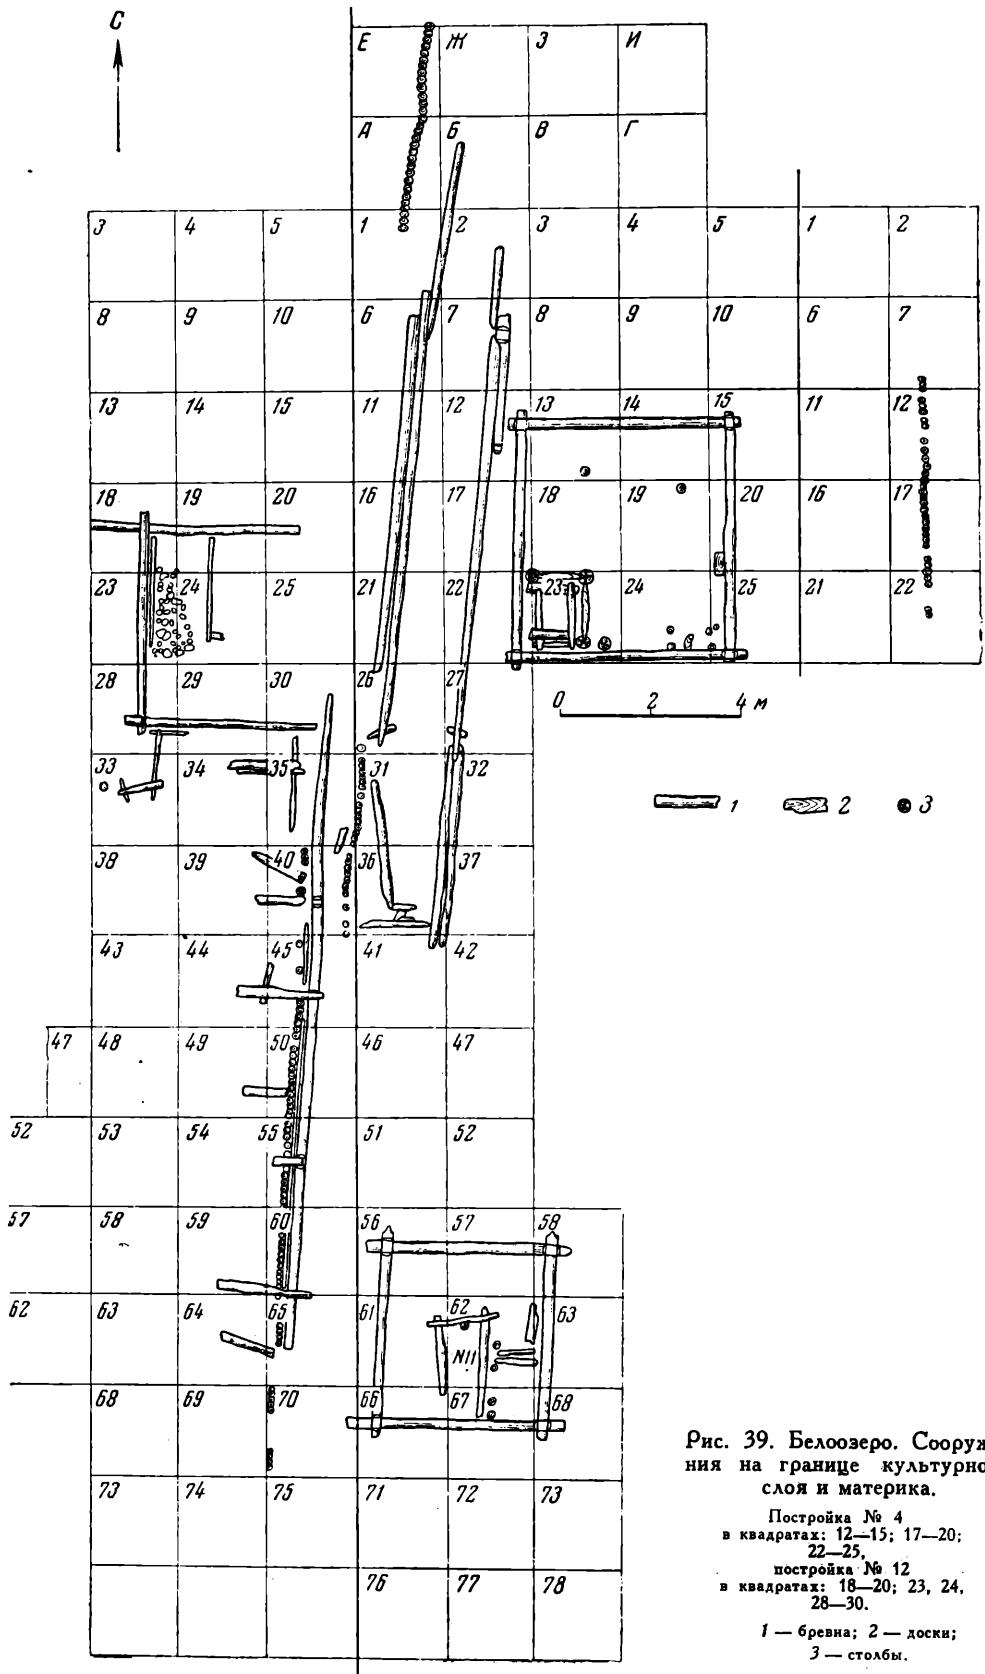 С
Е Ж З И
А Б В Г
3 4 5 1 2 3 4 5 1 2
8 9 10 6 7 8 9 10 6 7
13 14 15 11 12 13 14 15 11 12
18 19 20 16 17 18 19 20 16 17
23 24 25 21 22 23 24 25 21 22
28 29 30 26 27
0 2 4 м
33 34 35 31 32
1 2 3
38 39 40 36 37
43 44 45 41 42
47 48 49 50 46 47
52 53 54 55 51 52
57 58 59 60 56 57 58
62 63 64 65 61 62 63
N11
68 69 70 66 67 68
73 74 75 71 72 73
76 77 78
Рис. 39. Белоозеро. Сооруж
ния на границе культурно
слоя и материка.
Постройка № 4
в квадратах: 12—15; 17—20;
22—25,
постройка № 12
в квадратах: 18—20; 23, 24,
28—30.
1 — бревна; 2 — доски;
3 — столбы.